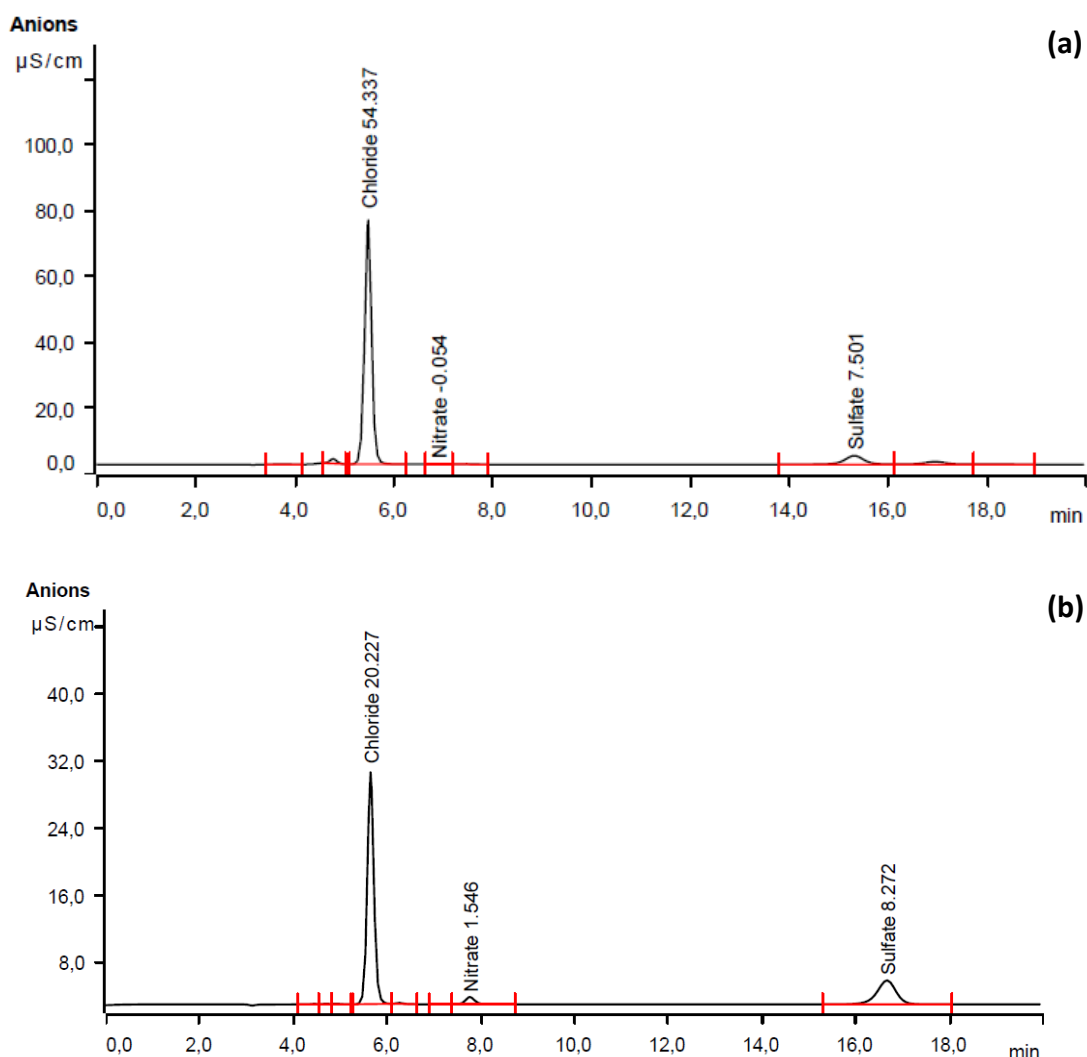 Anions
(a)
µS/cm
100,0
80,0
60,0
40,0
20,0
0,0
Chloride 54.337
Nitrate -0.054
Sulfate 7.501
0,0 2,0 4,0 6,0 8,0 10,0 12,0 14,0 16,0 18,0 min
Anions
(b)
µS/cm
40,0
32,0
24,0
16,0
8,0
Chloride 20.227
Nitrate 1.546
Sulfate 8.272
0,0 2,0 4,0 6,0 8,0 10,0 12,0 14,0 16,0 18,0 min